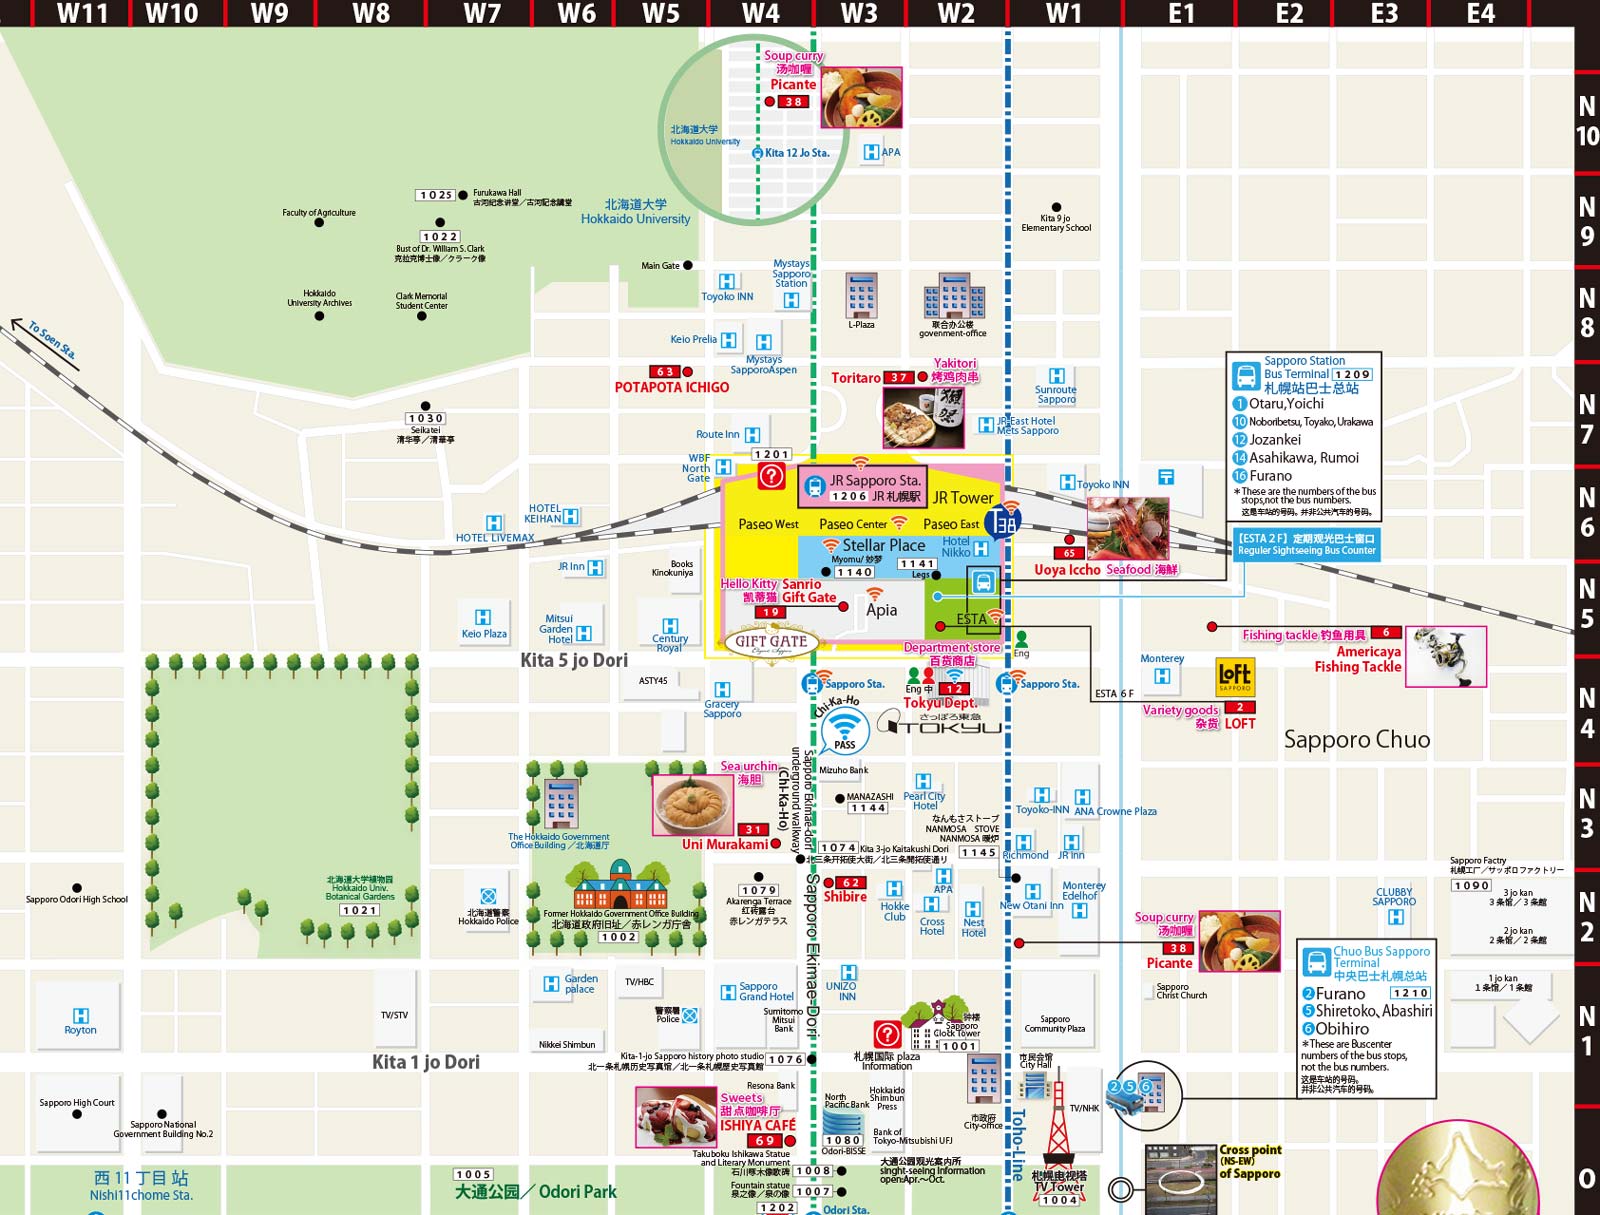 W11 W10 W9 W8 W7 W6 W5 W4 W3 W2 W1 E1 E2 E3 E4
N 10
N 9
N 8
N 7
N 6
N 5
N 4
N 3
N 2
N 1
O
Soup curry
汤咖喱
Picante
38
北海道大学
Hokkaido University
Kita 12 Jo Sta.
APA
1025
Furukawa Hall
古河纪念讲堂／古河記念講堂
Faculty of Agriculture
1022
Bust of Dr. William S. Clark
克拉克博士像／クラーク像
北海道大学
Hokkaido University
Kita 9 jo
Elementary School
Main Gate
Hokkaido
University Archives
Clark Memorial
Student Center
Toyoko INN
Mystays
Sapporo
Station
L-Plaza
联合办公楼
govenment-office
To Soen Sta.
Keio Prelia
Mystays
SapporoAspen
63
POTAPOTA ICHIGO
Toritaro
37
Yakitori
烤鸡肉串
Sunroute
Sapporo
Sapporo Station
Bus Terminal 1209
札幌站巴士总站
1 Otaru,Yoichi
10 Noboribetsu, Toyako, Urakawa
12 Jozankei
14 Asahikawa, Rumoi
16 Furano
＊These are the numbers of the bus
stops,not the bus numbers.
这是车站的号码。并非公共汽车的号码。
【ESTA 2 F】定期观光巴士窗口
Reguler Sightseeing Bus Counter
1030
Seikatei
清华亭／清華亭
Route Inn
JR-East Hotel
Mets Sapporo
WBF
North
Gate
1201
?
JR Sapporo Sta.
1206 JR 札幌駅
JR Tower
Toyoko INN
Paseo West
Paseo Center
Paseo East
T38
HOTEL
KEIHAN
HOTEL LIVEMAX
Stellar Place
Hotel
Nikko
Myomu/ 妙梦
1140
1141
Legs
65
Uoya Iccho
Seafood 海鮮
JR Inn
Books
Kinokuniya
Hello Kitty
凯蒂猫
Sanrio
Gift Gate
19
Apia
ESTA
GIFT GATE
Keio Plaza
Mitsui
Garden
Hotel
Century
Royal
Kita 5 jo Dori
Department store
百货商店
Eng
Fishing tackle 钓鱼用具
6
Americaya
Fishing Tackle
ASTY45
Gracery
Sapporo
Sapporo Sta.
Eng 中
12
Tokyu Dept.
Sapporo Sta.
ESTA 6 F
Monterey
LOFT
SAPPORO
Variety goods
杂货
2
LOFT
Chi-Ka-Ho
PASS
さっぽろ東急
TOKYU
Sapporo Chuo
Mizuho Bank
Sapporo Ekimae-dori
underground walkway
(Chi-Ka-Ho)
Sea urchin
海胆
31
Uni Murakami
MANAZASHI
1144
Pearl City
Hotel
Toyoko-INN
ANA Crowne Plaza
The Hokkaido Government
Office Building ／北海道庁
なんもさストーブ
NANMOSA STOVE
NANMOSA 暖炉
1145
1074
Kita 3-jo Kaitakushi Dori
北三条开拓使大街／北三条開拓使通り
Richmond
JR Inn
Sapporo Odori High School
北海道大学植物园
Hokkaido Univ.
Botanical Gardens
1021
北海道警察
Hokkaido Police
Former Hokkaido Government Office Building
北海道政府旧址／赤レンガ庁舎
1002
1079
Akarenga Terrace
红砖露台
赤レンガテラス
62
Shibire
Hokke
Club
APA
Cross
Hotel
Nest
Hotel
New Otani Inn
Monterey
Edelhof
Sapporo Factry
札幌工厂／サッポロファクトリー
1090
3 jo kan
3 条馆／3 条館
2 jo kan
2 条馆／2 条館
1 jo kan
1 条馆／1 条館
CLUBBY
SAPPORO
Soup curry
汤咖喱
38
Picante
Sapporo
Christ Church
Chuo Bus Sapporo
Terminal
中央巴士札幌总站
2 Furano 1210
5 Shiretoko, Abashiri
6 Obihiro
＊These are Buscenter
numbers of the bus stops,
not the bus numbers.
这是车站的号码。
并非公共汽车的号码。
Royton
TV/STV
Garden
palace
TV/HBC
警察署
Police
Nikkei Shimbun
Sapporo
Grand Hotel
Sumitomo
Mitsui
Bank
UNIZO
INN
Sapporo Ekimae-Dori
钟楼
Sapporo
Clock Tower
1001
Sapporo
Community Plaza
?
札幌国际 plaza
Information
Kita 1 jo Dori
Kita-1-jo Sapporo history photo studio
北一条札幌历史写真馆／北一条札幌歴史写真館
1076
市民会馆
City Hall
TV/NHK
2 5 6
Sapporo High Court
Sapporo National
Government Building No.2
Resona Bank
Sweets
甜点咖啡厅
ISHIYA CAFÉ
69
North
Pacific Bank
1080
Odori-BISSE
Hokkaido
Shimbun
Press
Bank of
Tokyo-Mitsubishi UFJ
市政府
City-office
Toho-Line
Takuboku Ishikawa Statue
and Literary Monument
石川啄木像歌碑
1008
大通公园观光案内所
singht-seeing Information
open:Apr.～Oct.
Fountain statue
泉之像／泉の像
1007
1202
Odori Sta.
札幌电视塔
TV Tower
1004
Cross point
(NS-EW)
of Sapporo
西 11 丁目 站
Nishi11chome Sta.
1005
大通公园／ Odori Park